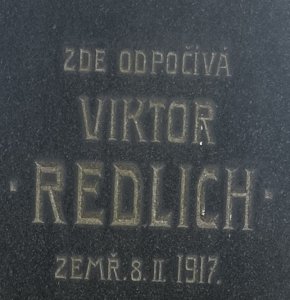 ZDE ODPOČÍVÁ
VIKTOR
· REDLICH ·
ZEMŘ. 8. II. 1917.